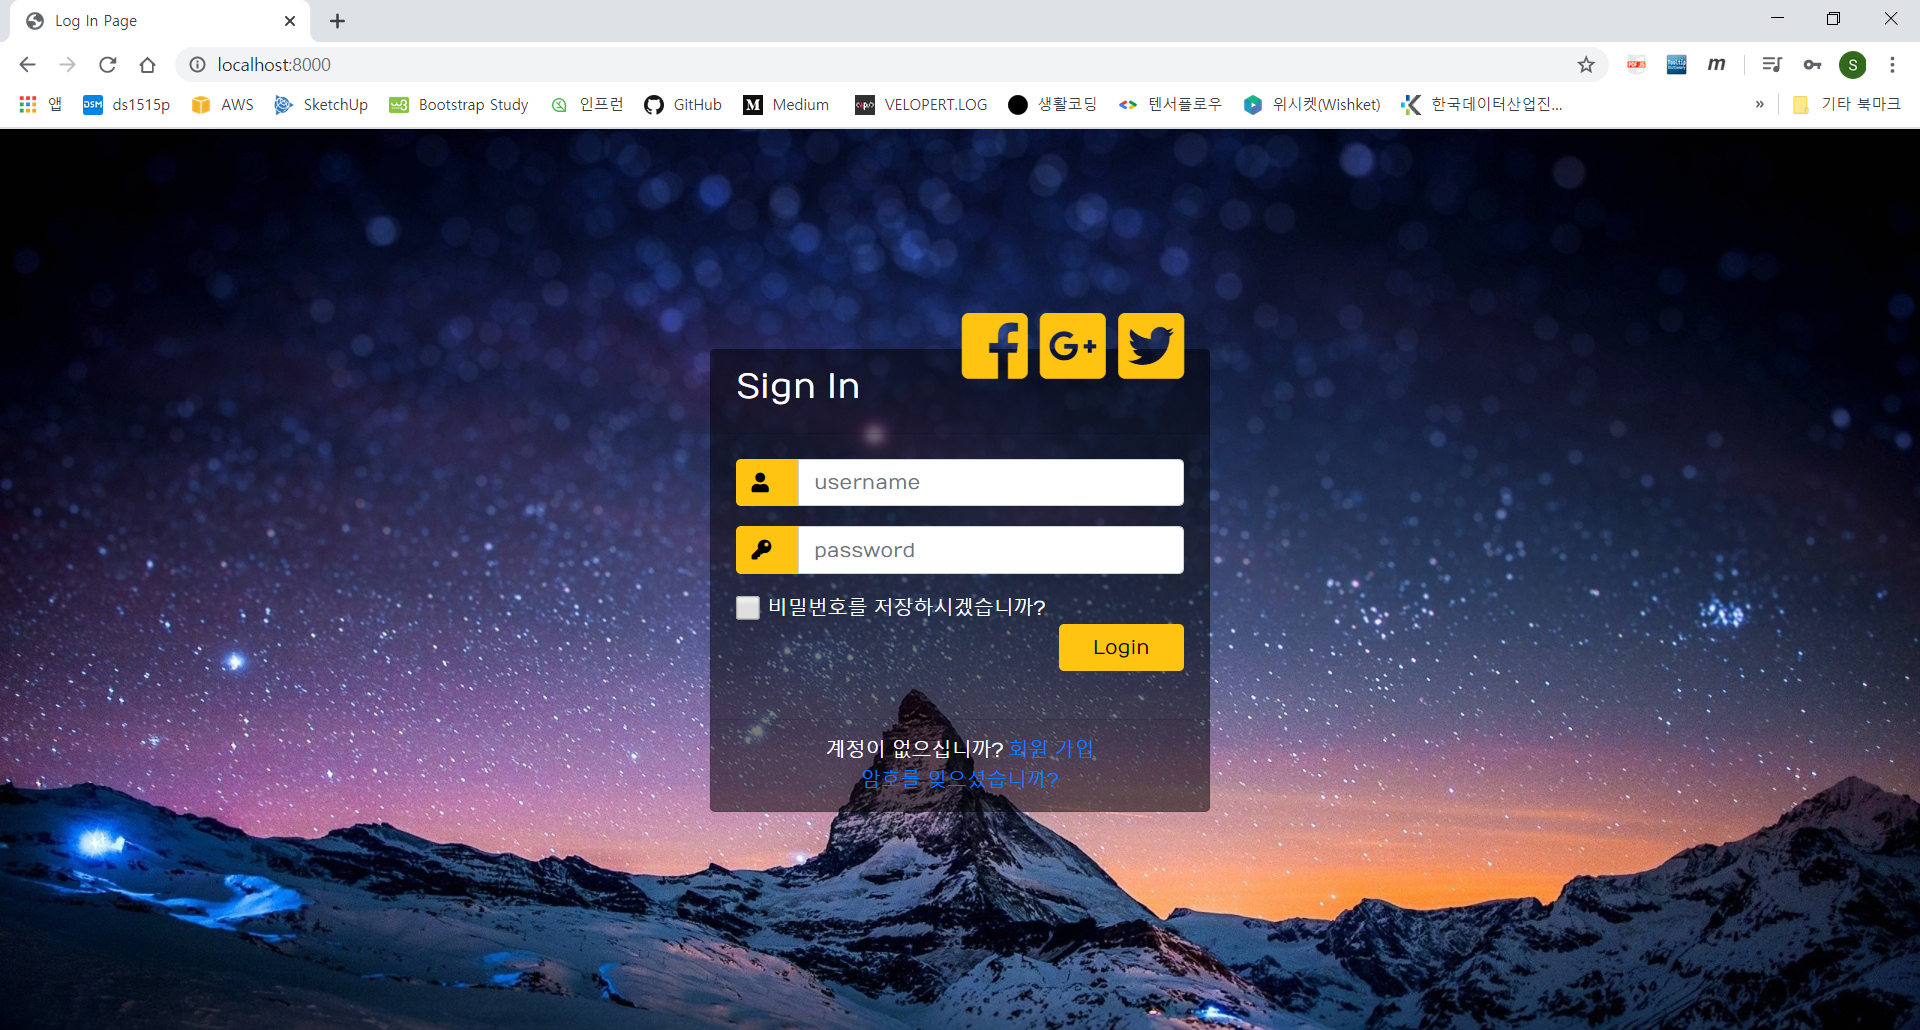 Log In Page
localhost:8000
S
앱 DSM ds1515p AWS SketchUp w3 Bootstrap Study 인프런 GitHub M Medium VELOPERT.LOG 생활코딩 텐서플로우 위시켓(Wishket) 한국데이터산업진... » 기타 북마크
Sign In
username
password
비밀번호를 저장하시겠습니까?
Login
계정이 없으십니까? 회원 가입
암호를 잊으셨습니까?